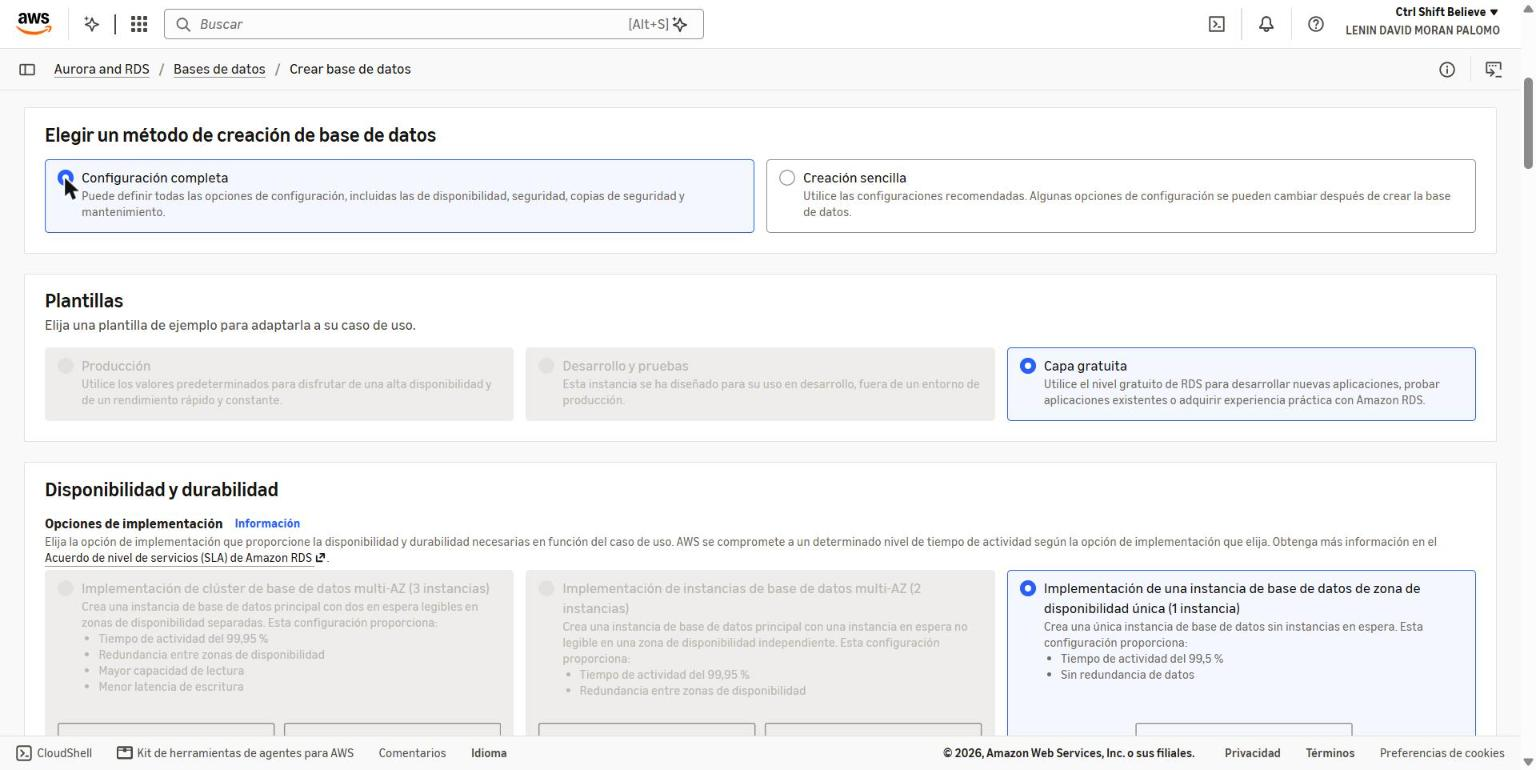 aws
Buscar
[Alt+S]
Ctrl Shift Believe ▼
LENIN DAVID MORAN PALOMO
Aurora and RDS / Bases de datos / Crear base de datos
Elegir un método de creación de base de datos
Configuración completa
Puede definir todas las opciones de configuración, incluidas las de disponibilidad, seguridad, copias de seguridad y
mantenimiento.
Creación sencilla
Utilice las configuraciones recomendadas. Algunas opciones de configuración se pueden cambiar después de crear la base
de datos.
Plantillas
Elija una plantilla de ejemplo para adaptarla a su caso de uso.
Producción
Utilice los valores predeterminados para disfrutar de una alta disponibilidad y
de un rendimiento rápido y constante.
Desarrollo y pruebas
Esta instancia se ha diseñado para su uso en desarrollo, fuera de un entorno de
producción.
Capa gratuita
Utilice el nivel gratuito de RDS para desarrollar nuevas aplicaciones, probar
aplicaciones existentes o adquirir experiencia práctica con Amazon RDS.
Disponibilidad y durabilidad
Opciones de implementación Información
Elija la opción de implementación que proporcione la disponibilidad y durabilidad necesarias en función del caso de uso. AWS se compromete a un determinado nivel de tiempo de actividad según la opción de implementación que elija. Obtenga más información en el
Acuerdo de nivel de servicios (SLA) de Amazon RDS .
Implementación de clúster de base de datos multi-AZ (3 instancias)
Crea una instancia de base de datos principal con dos en espera legibles en
zonas de disponibilidad separadas. Esta configuración proporciona:
• Tiempo de actividad del 99,95 %
• Redundancia entre zonas de disponibilidad
• Mayor capacidad de lectura
• Menor latencia de escritura
Implementación de instancias de base de datos multi-AZ (2
instancias)
Crea una instancia de base de datos principal con una instancia en espera no
legible en una zona de disponibilidad independiente. Esta configuración
proporciona:
• Tiempo de actividad del 99,95 %
• Redundancia entre zonas de disponibilidad
Implementación de una instancia de base de datos de zona de
disponibilidad única (1 instancia)
Crea una única instancia de base de datos sin instancias en espera. Esta
configuración proporciona:
• Tiempo de actividad del 99,5 %
• Sin redundancia de datos
CloudShell Kit de herramientas de agentes para AWS Comentarios Idioma © 2026, Amazon Web Services, Inc. o sus filiales. Privacidad Términos Preferencias de cookies